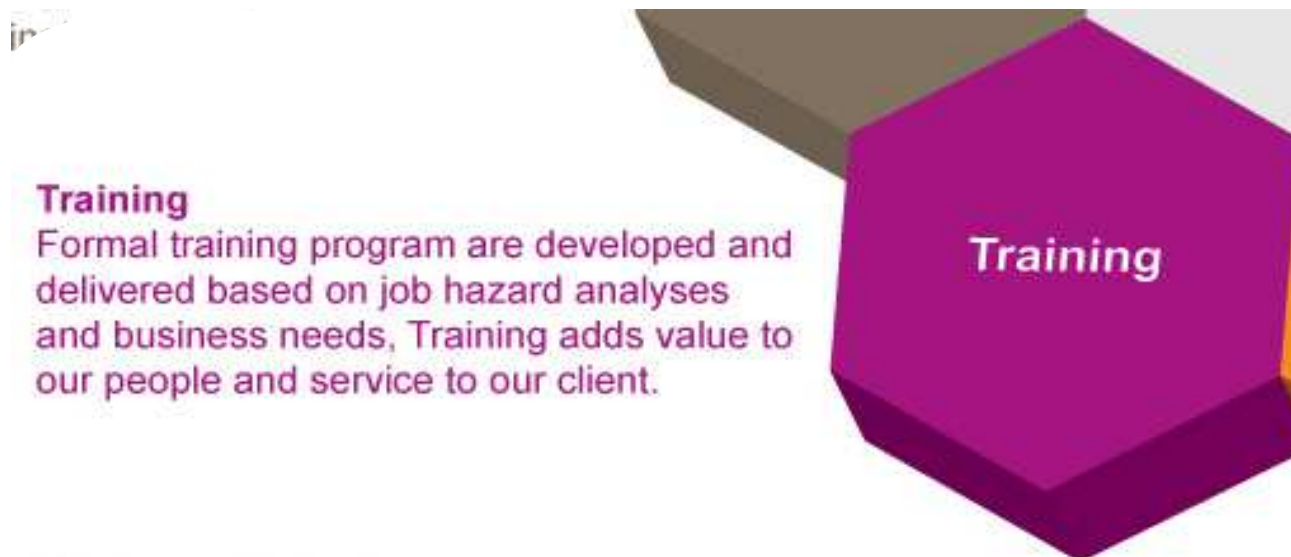 Training
Formal training program are developed and
delivered based on job hazard analyses
and business needs, Training adds value to
our people and service to our client.
Training